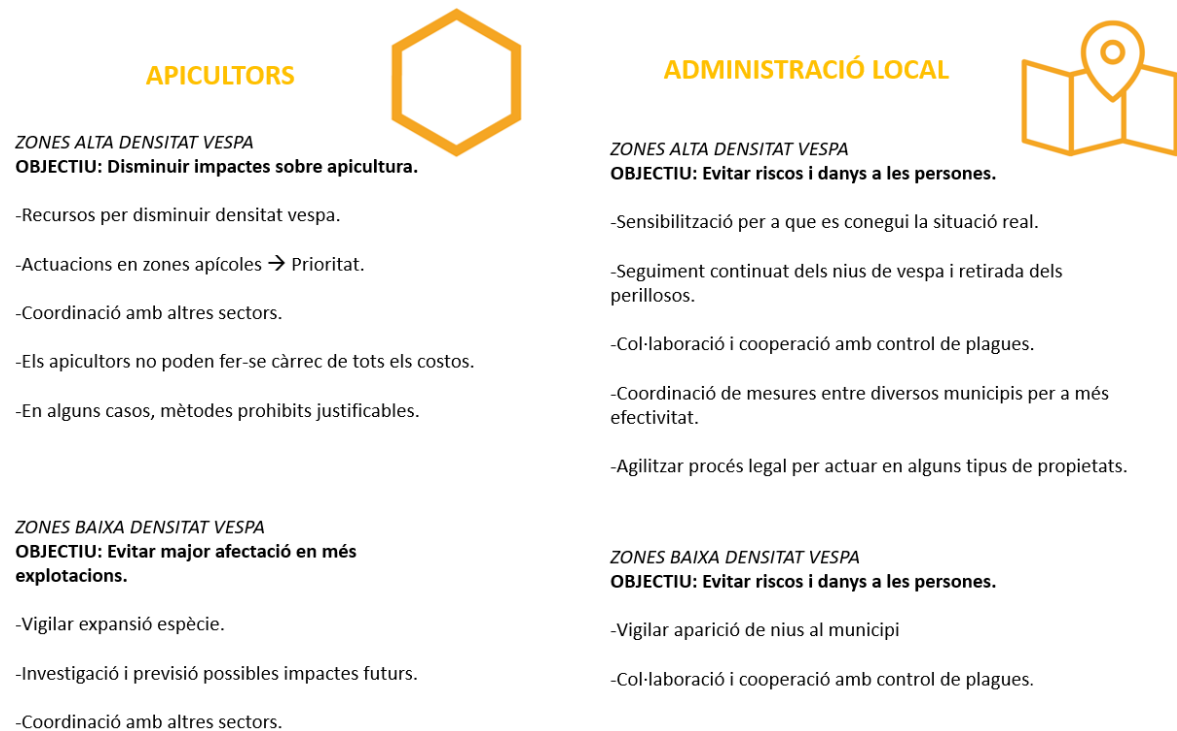 APICULTORS
ZONES ALTA DENSITAT VESPA
OBJECTIU: Disminuir impactes sobre apicultura.
-Recursos per disminuir densitat vespa.
-Actuacions en zones apícoles → Prioritat.
-Coordinació amb altres sectors.
-Els apicultors no poden fer-se càrrec de tots els costos.
-En alguns casos, mètodes prohibits justificables.
ZONES BAIXA DENSITAT VESPA
OBJECTIU: Evitar major afectació en més
explotacions.
-Vigilar expansió espècie.
-Investigació i previsió possibles impactes futurs.
-Coordinació amb altres sectors.
ADMINISTRACIÓ LOCAL
ZONES ALTA DENSITAT VESPA
OBJECTIU: Evitar riscos i danys a les persones.
-Sensibilització per a que es conegui la situació real.
-Seguiment continuat dels nius de vespa i retirada dels
perillosos.
-Col·laboració i cooperació amb control de plagues.
-Coordinació de mesures entre diversos municipis per a més
efectivitat.
-Agilitzar procés legal per actuar en alguns tipus de propietats.
ZONES BAIXA DENSITAT VESPA
OBJECTIU: Evitar riscos i danys a les persones.
-Vigilar aparició de nius al municipi
-Col·laboració i cooperació amb control de plagues.